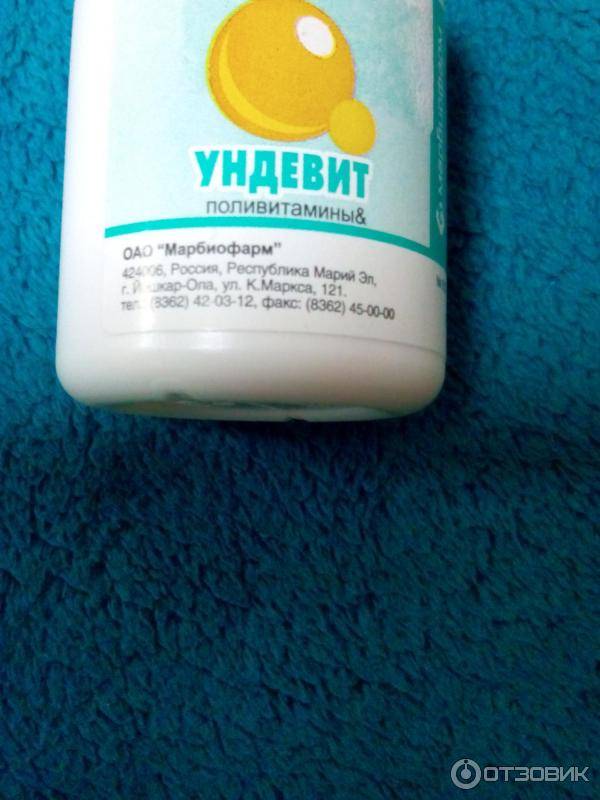 УНДЕВИТ
поливитамины&
ОАО "Марбиофарм"
424006, Россия, Республика Марий Эл,
г. Йошкар-Ола, ул. К.Маркса, 121.
тел. (8362) 42-03-12, факс: (8362) 45-00-00
Марбиофарм
ОТЗОВИК